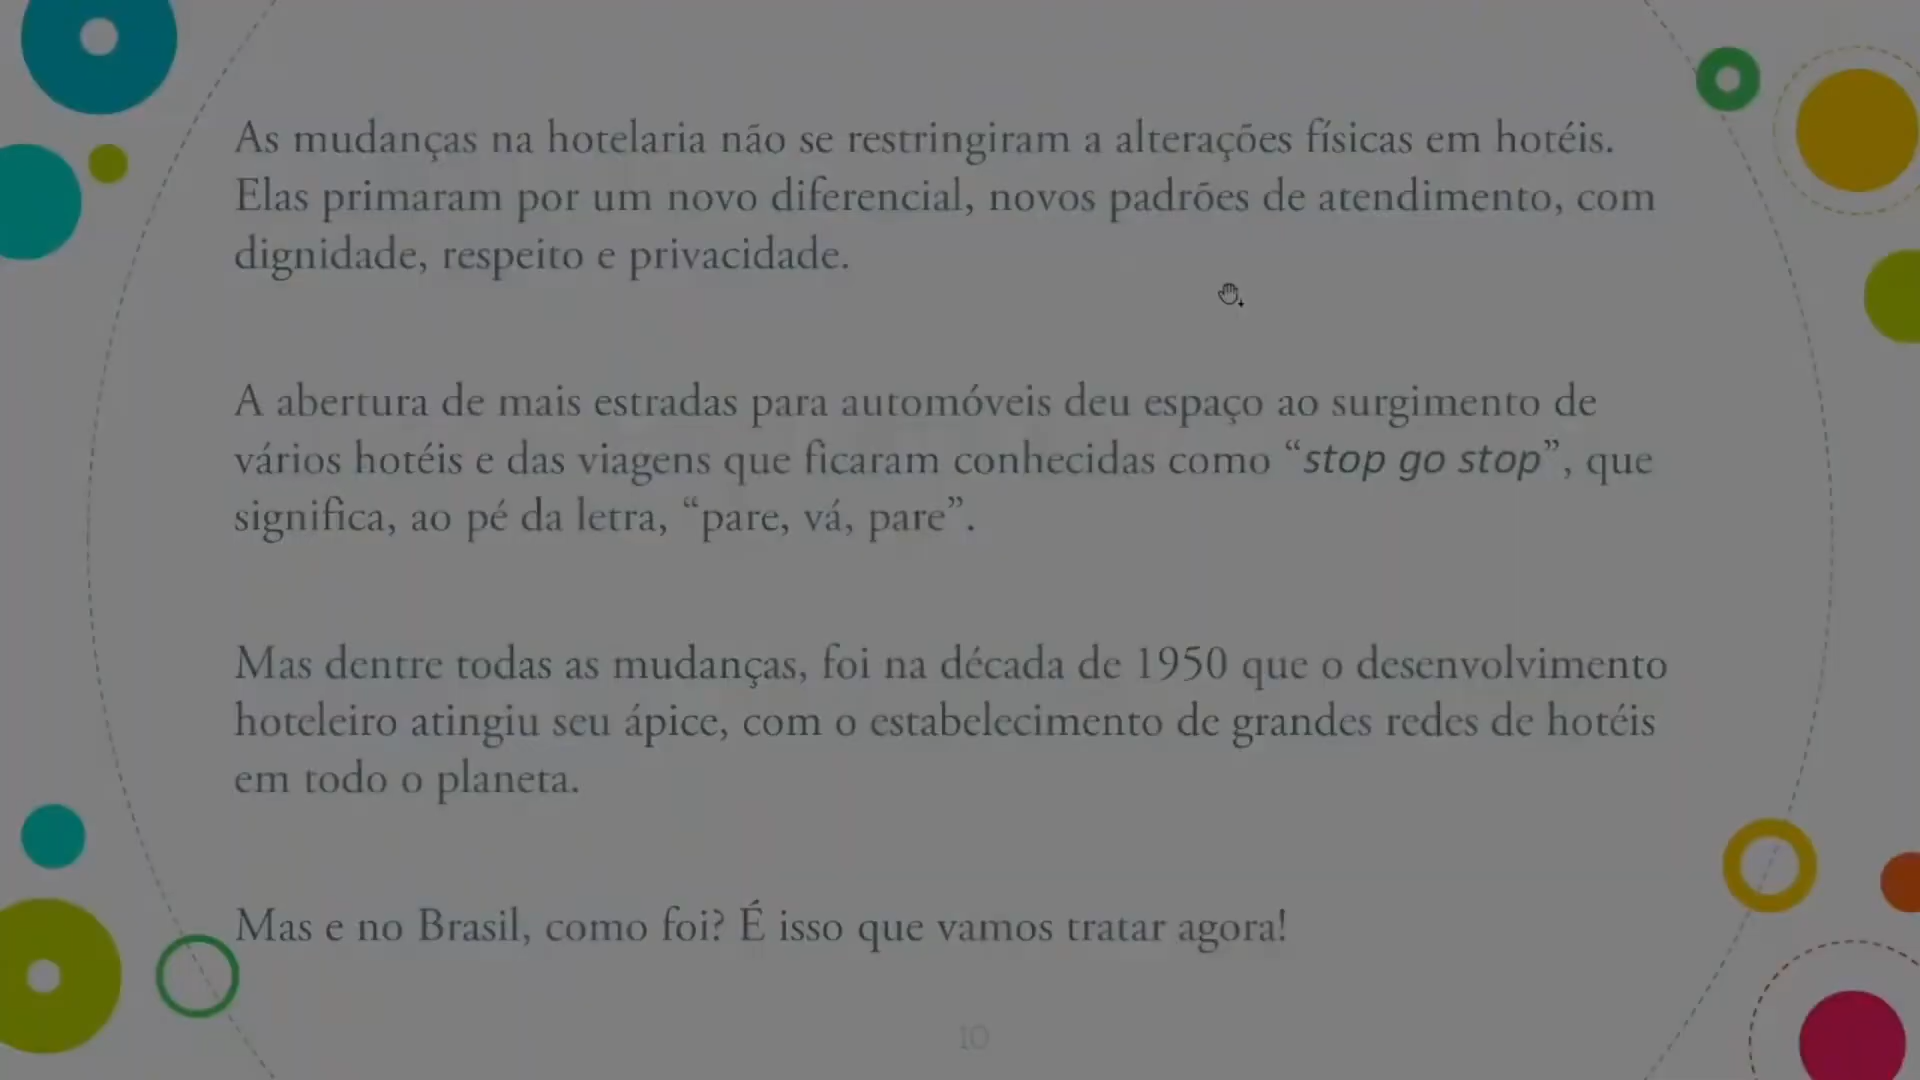 As mudanças na hotelaria não se restringiram a alterações físicas em hotéis.
Elas primaram por um novo diferencial, novos padrões de atendimento, com
dignidade, respeito e privacidade.
A abertura de mais estradas para automóveis deu espaço ao surgimento de
vários hotéis e das viagens que ficaram conhecidas como “stop go stop”, que
significa, ao pé da letra, “pare, vá, pare”.
Mas dentre todas as mudanças, foi na década de 1950 que o desenvolvimento
hoteleiro atingiu seu ápice, com o estabelecimento de grandes redes de hotéis
em todo o planeta.
Mas e no Brasil, como foi? É isso que vamos tratar agora!
10